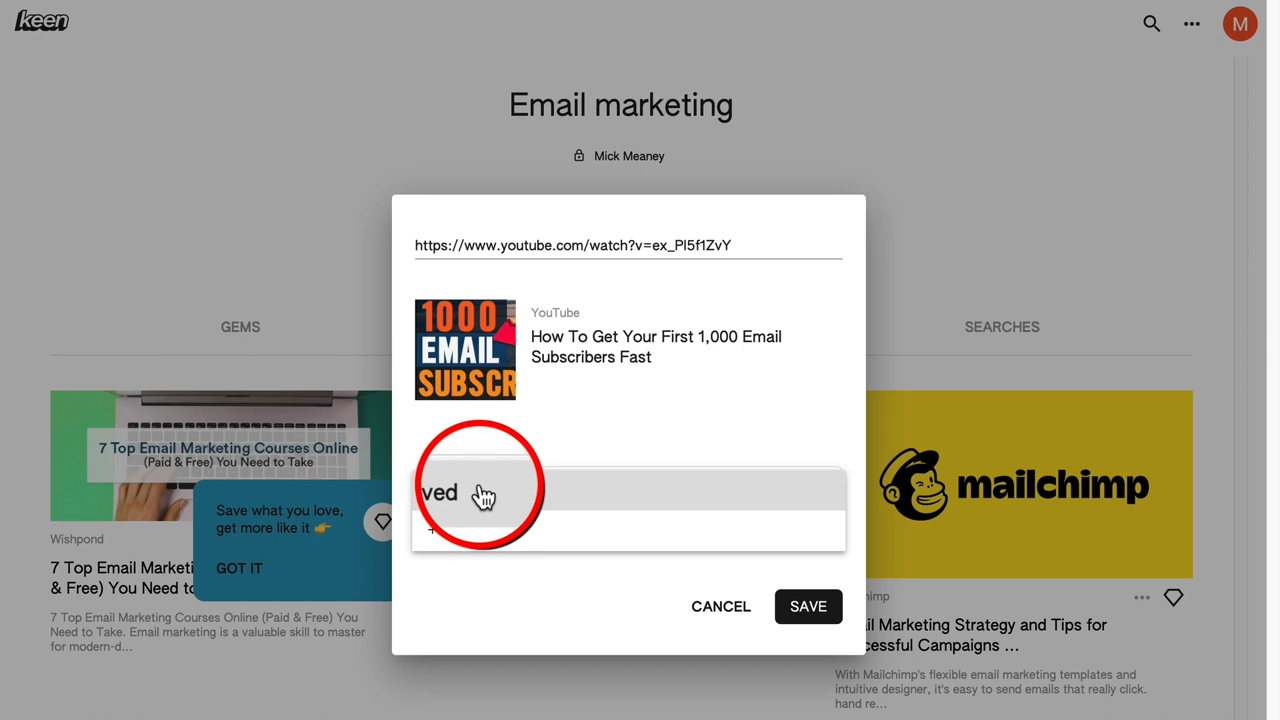 keen
M
Email marketing
Mick Meaney
https://www.youtube.com/watch?v=ex_Pl5f1ZvY
GEMS
SEARCHES
YouTube
How To Get Your First 1,000 Email
Subscribers Fast
1000
EMAIL
SUBSCR
ved
+
CANCEL
SAVE
7 Top Email Marketing Courses Online
(Paid & Free) You Need to Take
Save what you love,
get more like it 👉
GOT IT
Wishpond
7 Top Email Marketi
& Free) You Need to
7 Top Email Marketing Courses Online (Paid & Free) You
Need to Take. Email marketing is a valuable skill to master
for modern-d...
mailchimp
himp
il Marketing Strategy and Tips for
cessful Campaigns ...
With Mailchimp's flexible email marketing templates and
intuitive designer, it's easy to send emails that really click.
hand re...